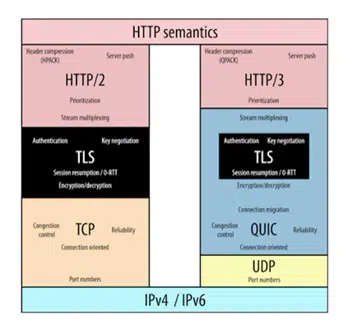 HTTP semantics
Header compression
(HPACK)
Server push
HTTP/2
Prioritization
Stream multiplexing
Authentication Key negotiation
TLS
Session resumption / 0-RTT
Encryption/decryption
Congestion
control
TCP
Reliability
Connection oriented
Port numbers
Header compression
(QPACK)
Server push
HTTP/3
Prioritization
Stream multiplexing
Authentication Key negotiation
TLS
Session resumption / 0-RTT
Encryption/decryption
Connection migration
Congestion
control
QUIC
Reliability
Connection oriented
UDP
Port numbers
IPv4 / IPv6